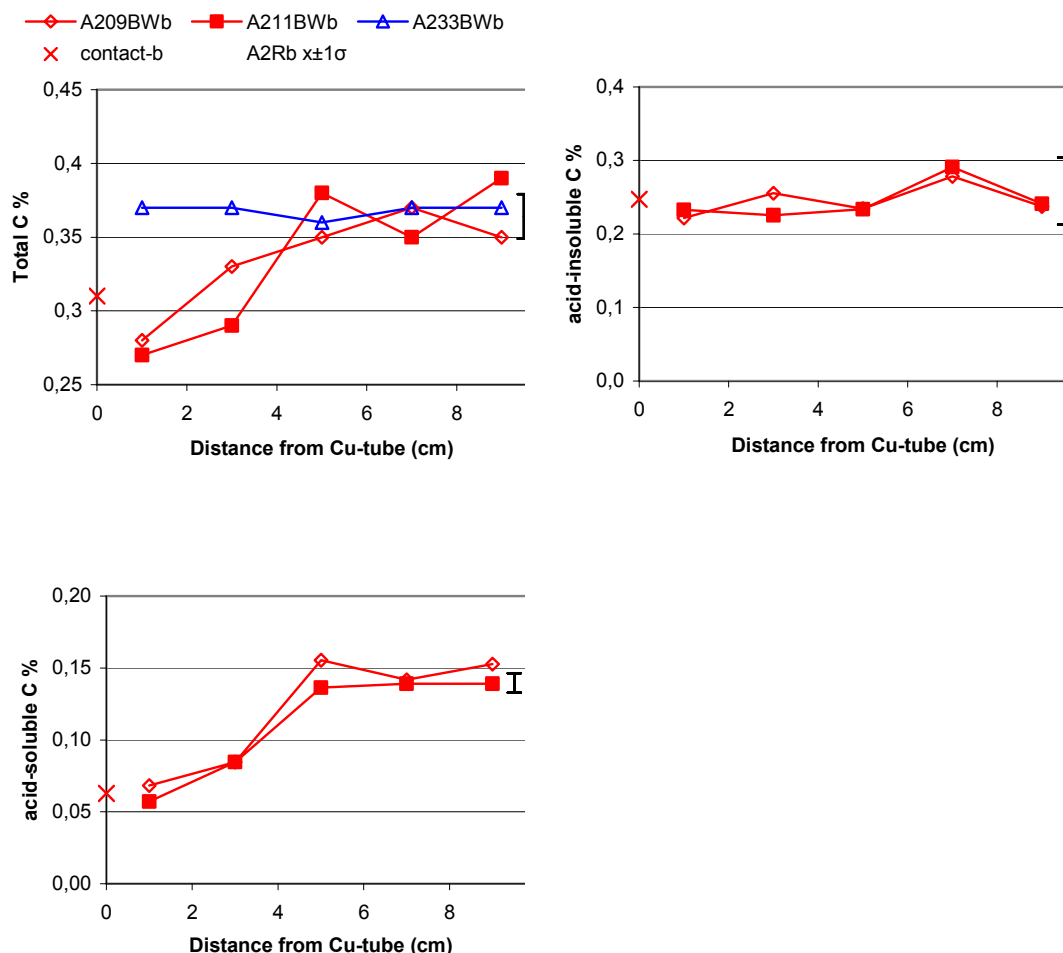 A209BWb A211BWb A233BWb
contact-b A2Rb x±1σ
Total C %
0,45
0,4
0,35
0,3
0,25
0 2 4 6 8
Distance from Cu-tube (cm)
acid-insoluble C %
0,4
0,3
0,2
0,1
0,0
0 2 4 6 8
Distance from Cu-tube (cm)
acid-soluble C %
0,20
0,15
0,10
0,05
0,00
0 2 4 6 8
Distance from Cu-tube (cm)